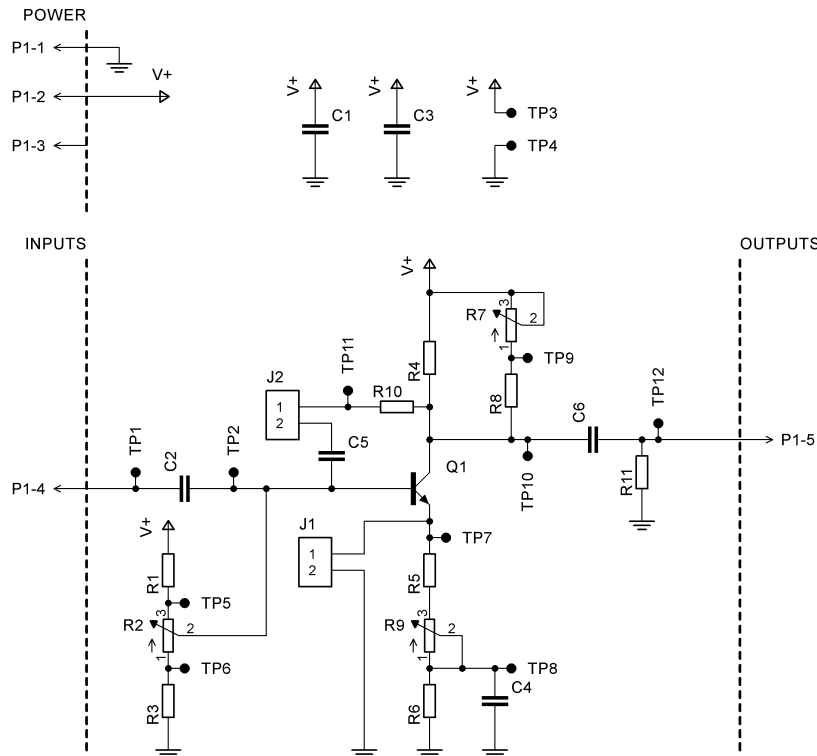 POWER
P1-1
P1-2
V+
P1-3
V+
C1
V+
C3
V+
TP3
TP4
INPUTS
OUTPUTS
V+
R7
3
2
1
TP9
R4
TP11
R10
J2
1
2
R8
C5
C6
TP12
TP1
C2
TP2
Q1
TP10
R11
P1-5
P1-4
V+
J1
1
2
TP7
R1
R5
TP5
R2
3
2
1
R9
3
2
1
TP6
TP8
R3
R6
C4